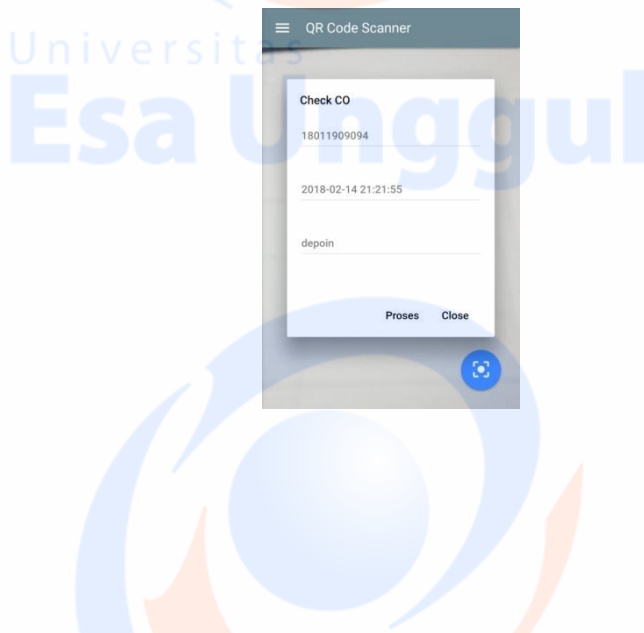 Universitas
Esa Unggul
QR Code Scanner
Check CO
18011909094
2018-02-14 21:21:55
depoin
Proses Close